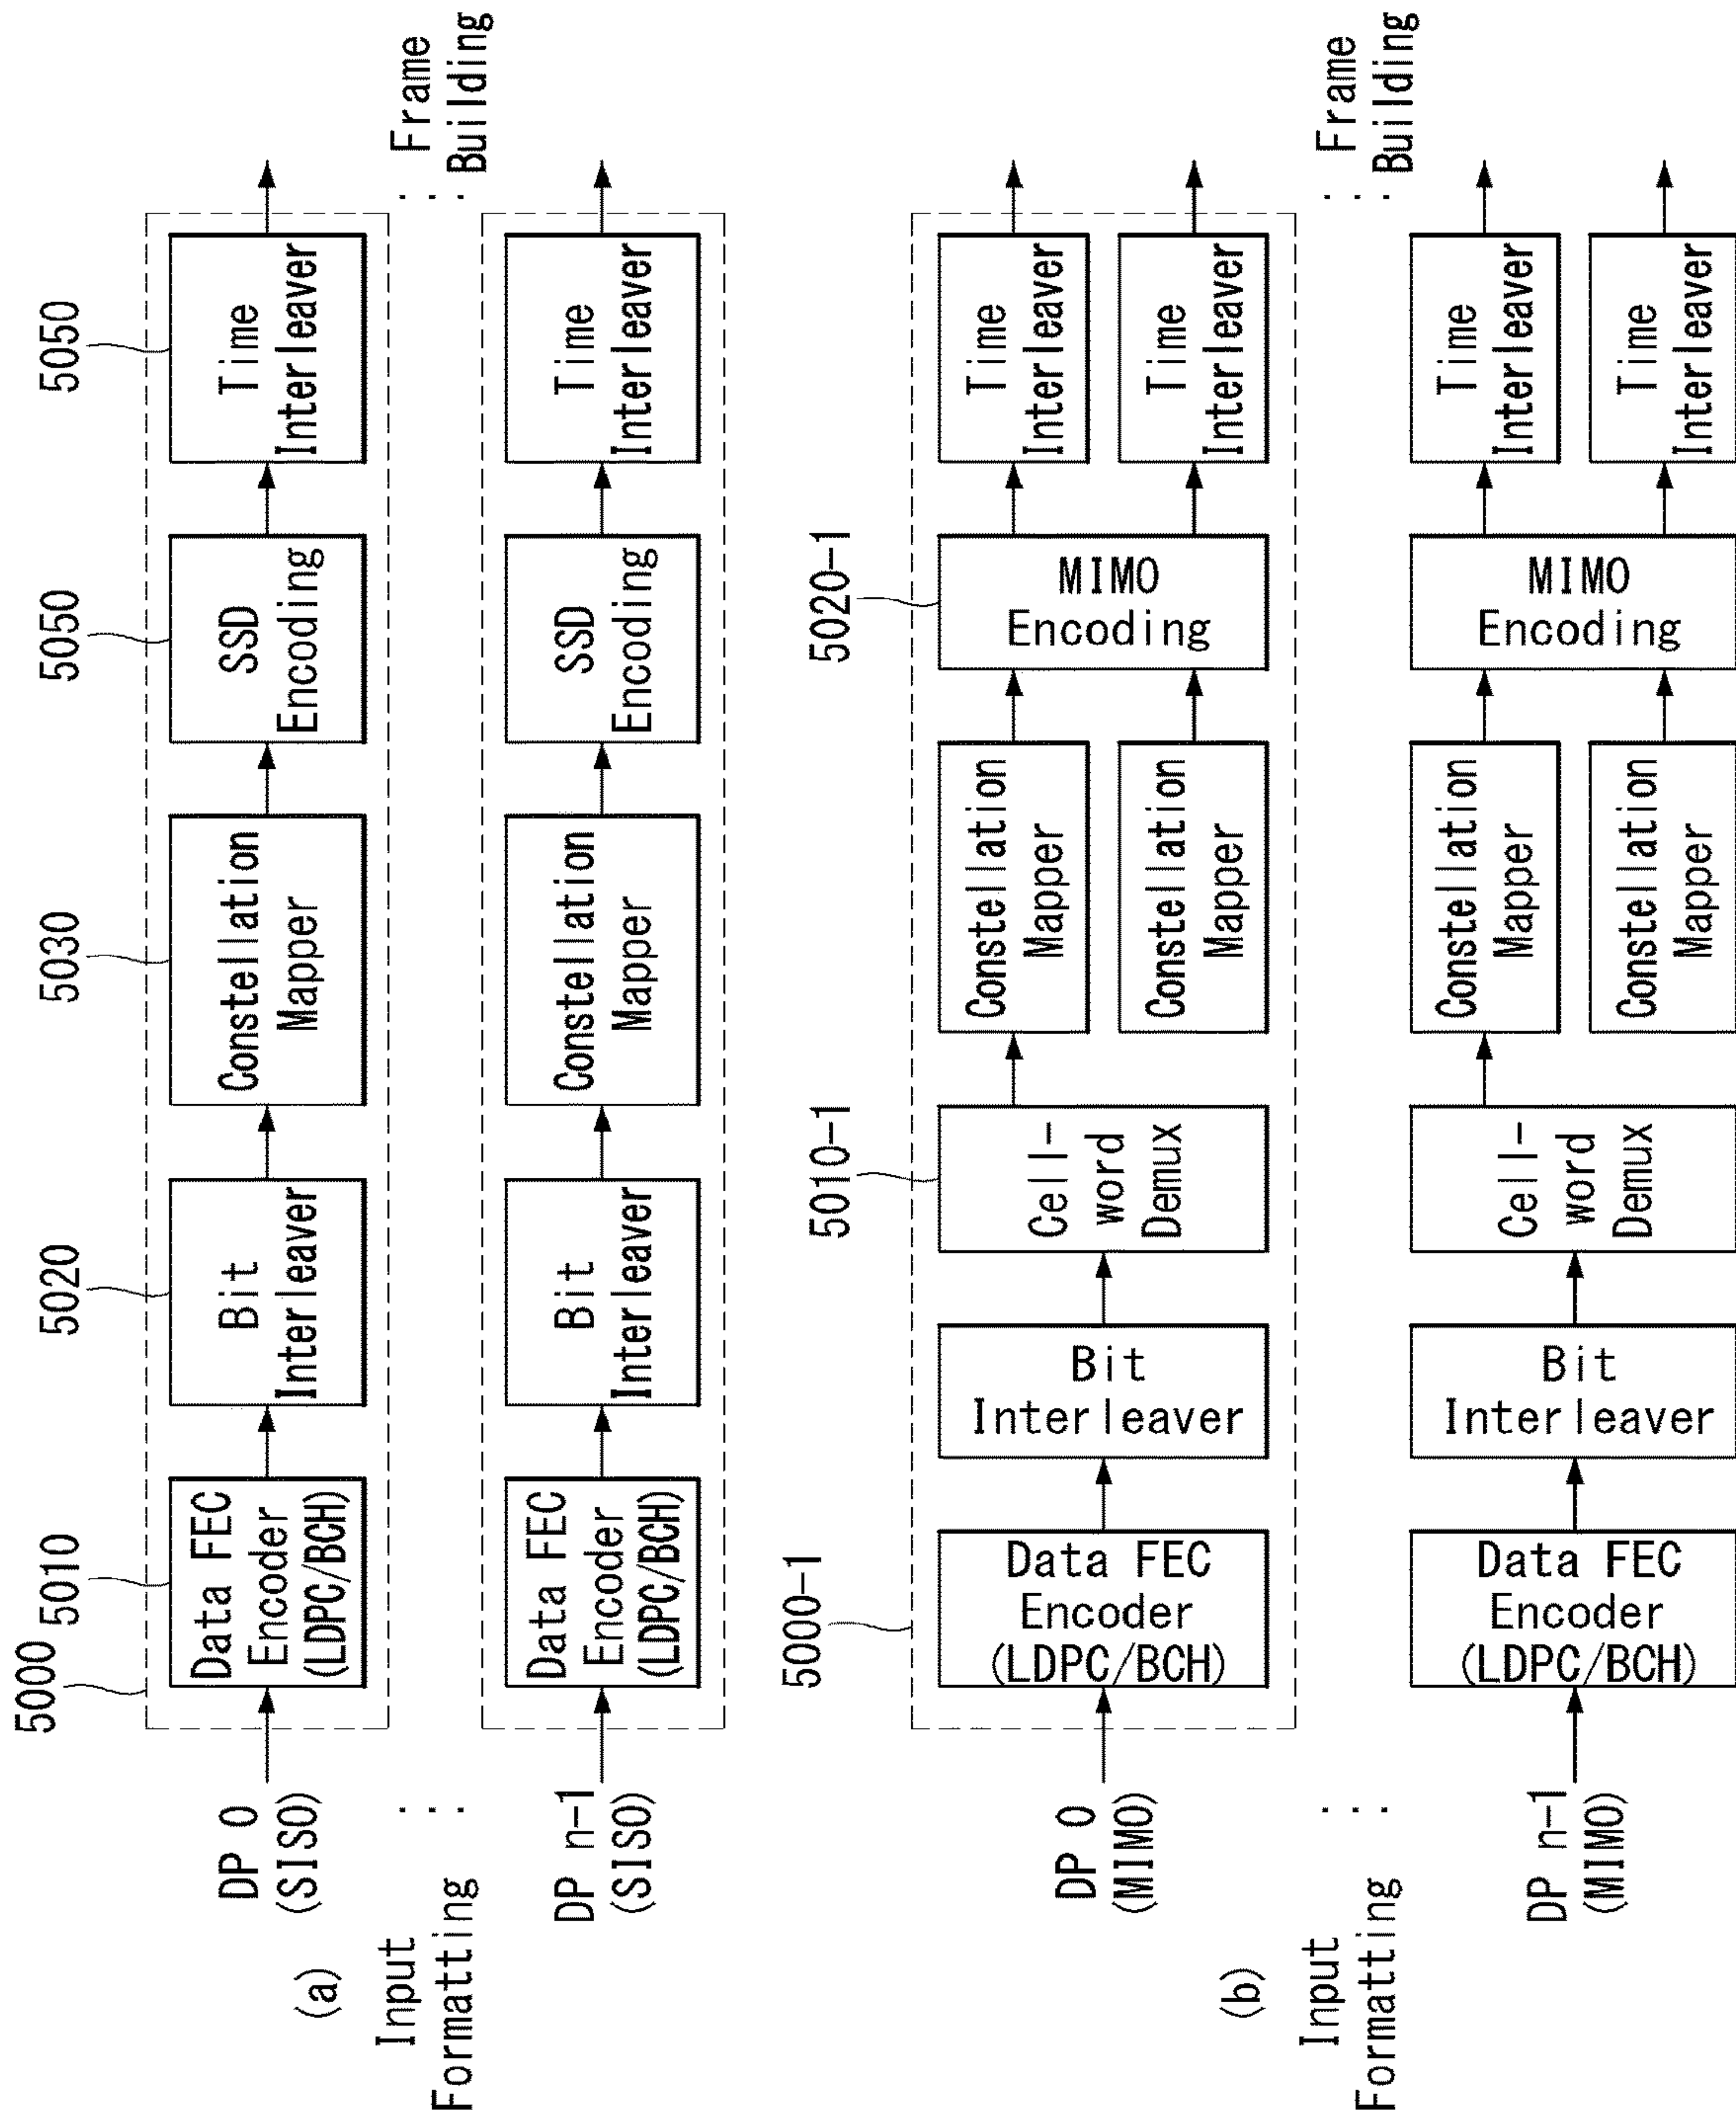 5000
5010
5020
5030
5050
5050
DP 0
(SISO)
Data FEC
Encoder
(LDPC/BCH)
Bit
Interleaver
Constellation
Mapper
SSD
Encoding
Time
Interleaver
(a)
Input
Formatting
⋮
⋮
Frame
Building
DP n-1
(SISO)
Data FEC
Encoder
(LDPC/BCH)
Bit
Interleaver
Constellation
Mapper
SSD
Encoding
Time
Interleaver
5000-1
5010-1
5020-1
DP 0
(MIMO)
Data FEC
Encoder
(LDPC/BCH)
Bit
Interleaver
Cell-
word
Demux
Constellation
Mapper
Constellation
Mapper
MIMO
Encoding
Time
Interleaver
Time
Interleaver
(b)
Input
Formatting
⋮
⋮
Frame
Building
DP n-1
(MIMO)
Data FEC
Encoder
(LDPC/BCH)
Bit
Interleaver
Cell-
word
Demux
Constellation
Mapper
Constellation
Mapper
MIMO
Encoding
Time
Interleaver
Time
Interleaver